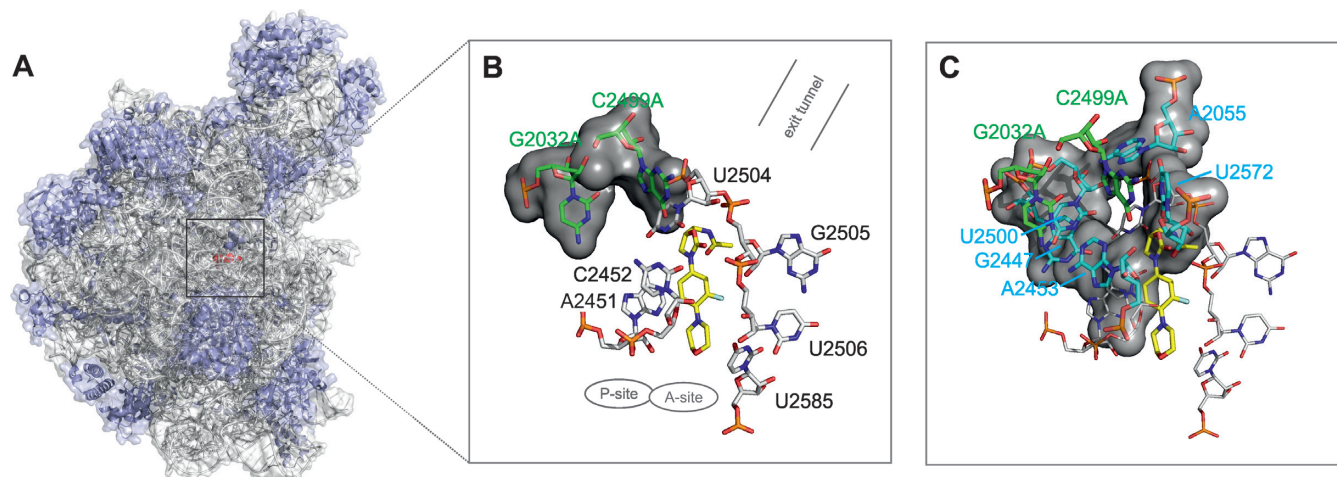 A
B
C2499A
G2032A
exit tunnel
U2504
G2505
C2452
A2451
U2506
P-site
A-site
U2585
C
C2499A
G2032A
A2055
U2572
U2500
G2447
A2453